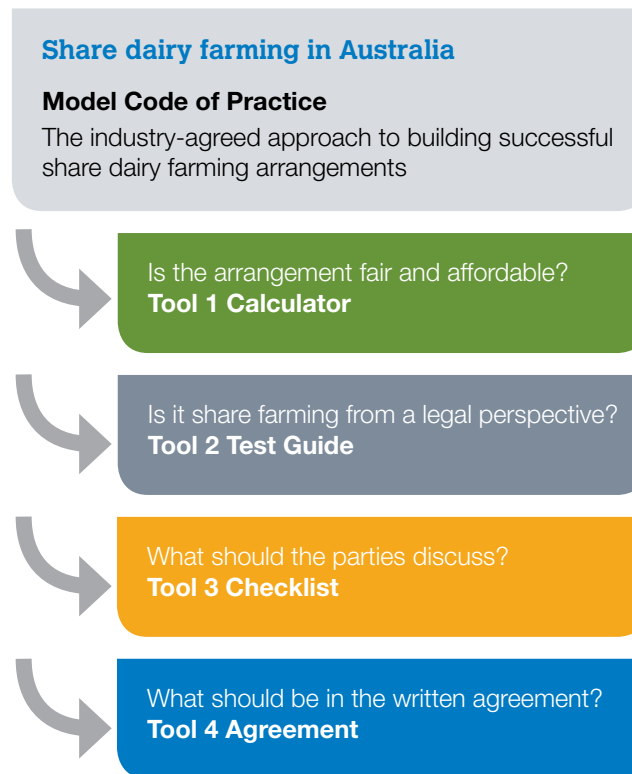 Share dairy farming in Australia
Model Code of Practice
The industry-agreed approach to building successful
share dairy farming arrangements
Is the arrangement fair and affordable?
Tool 1 Calculator
Is it share farming from a legal perspective?
Tool 2 Test Guide
What should the parties discuss?
Tool 3 Checklist
What should be in the written agreement?
Tool 4 Agreement